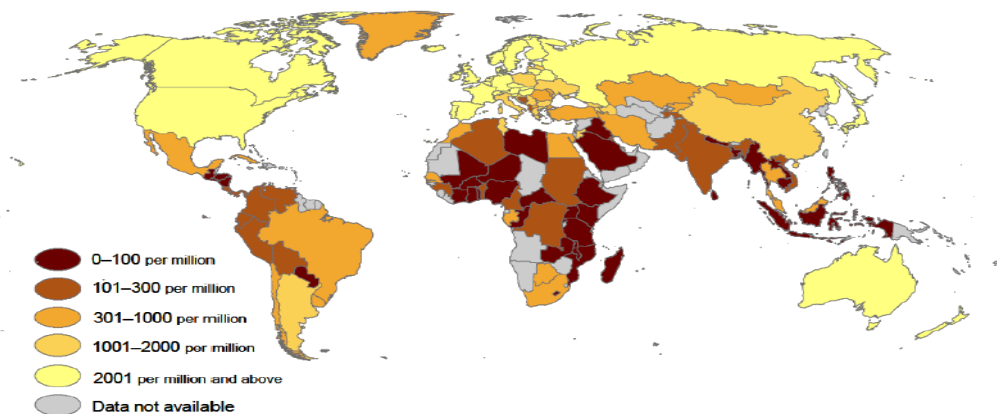 0–100 per million
101–300 per million
301–1000 per million
1001–2000 per million
2001 per million and above
Data not available